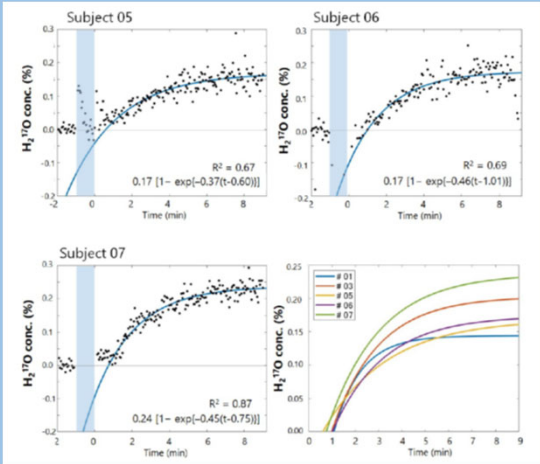 Subject 05
H₂¹⁷O conc. (%)
0.3
0.2
0.1
0.0
-0.1
-0.2
R² = 0.67
0.17 [1− exp{−0.37(t-0.60)}]
-2 0 2 4 6 8
Time (min)
Subject 06
H₂¹⁷O conc. (%)
0.3
0.2
0.1
0.0
-0.1
-0.2
R² = 0.69
0.17 [1− exp{−0.46(t-1.01)}]
-2 0 2 4 6 8
Time (min)
Subject 07
H₂¹⁷O conc. (%)
0.3
0.2
0.1
0.0
-0.1
-0.2
R² = 0.87
0.24 [1− exp{−0.45(t-0.75)}]
-2 0 2 4 6 8
Time (min)
H₂¹⁷O conc. (%)
0.25
0.20
0.15
0.10
0.05
0.00
# 01
# 03
# 05
# 06
# 07
0 1 2 3 4 5 6 7 8 9
Time (min)